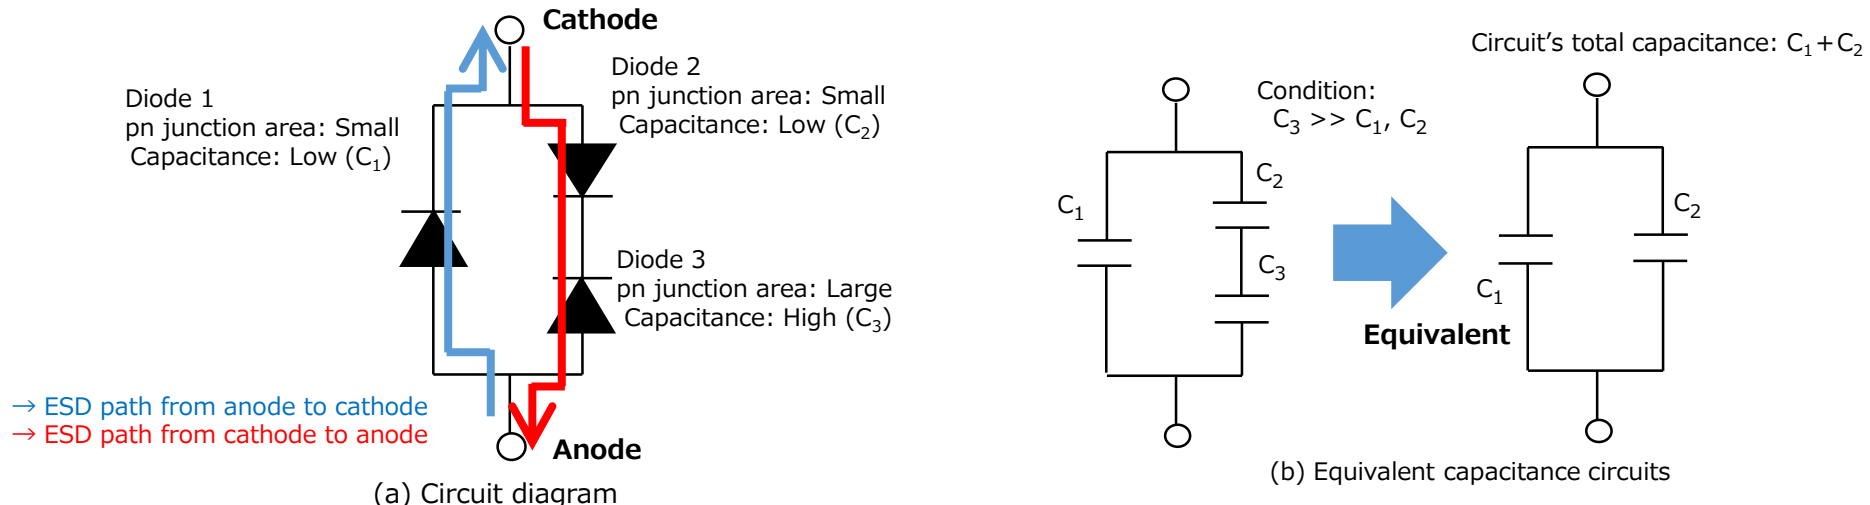 Cathode
Diode 1
pn junction area: Small
Capacitance: Low (C₁)
Diode 2
pn junction area: Small
Capacitance: Low (C₂)
Diode 3
pn junction area: Large
Capacitance: High (C₃)
→ ESD path from anode to cathode
→ ESD path from cathode to anode
Anode
(a) Circuit diagram
Circuit's total capacitance: C₁+C₂
Condition:
C₃ >> C₁, C₂
C₁
C₂
C₃
Equivalent
C₁
C₂
(b) Equivalent capacitance circuits